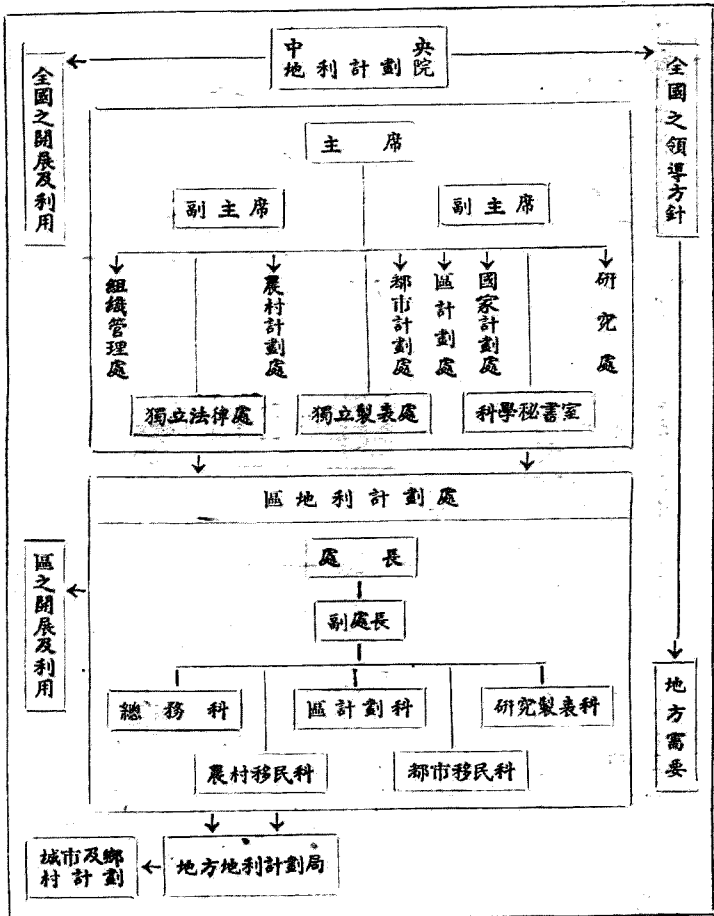 中央
地利計劃院
全國之開展及利用
全國之領導方針
主席
副主席
副主席
組織管理處
農村計劃處
都市計劃處
區計劃處
國家計劃處
研究處
獨立法律處
獨立製表處
科學秘書室
區地利計劃處
處長
副處長
區之開展及利用
總務科
區計劃科
研究製表科
農村移民科
都市移民科
地方需要
城市及鄉
村計劃
地方地利計劃局